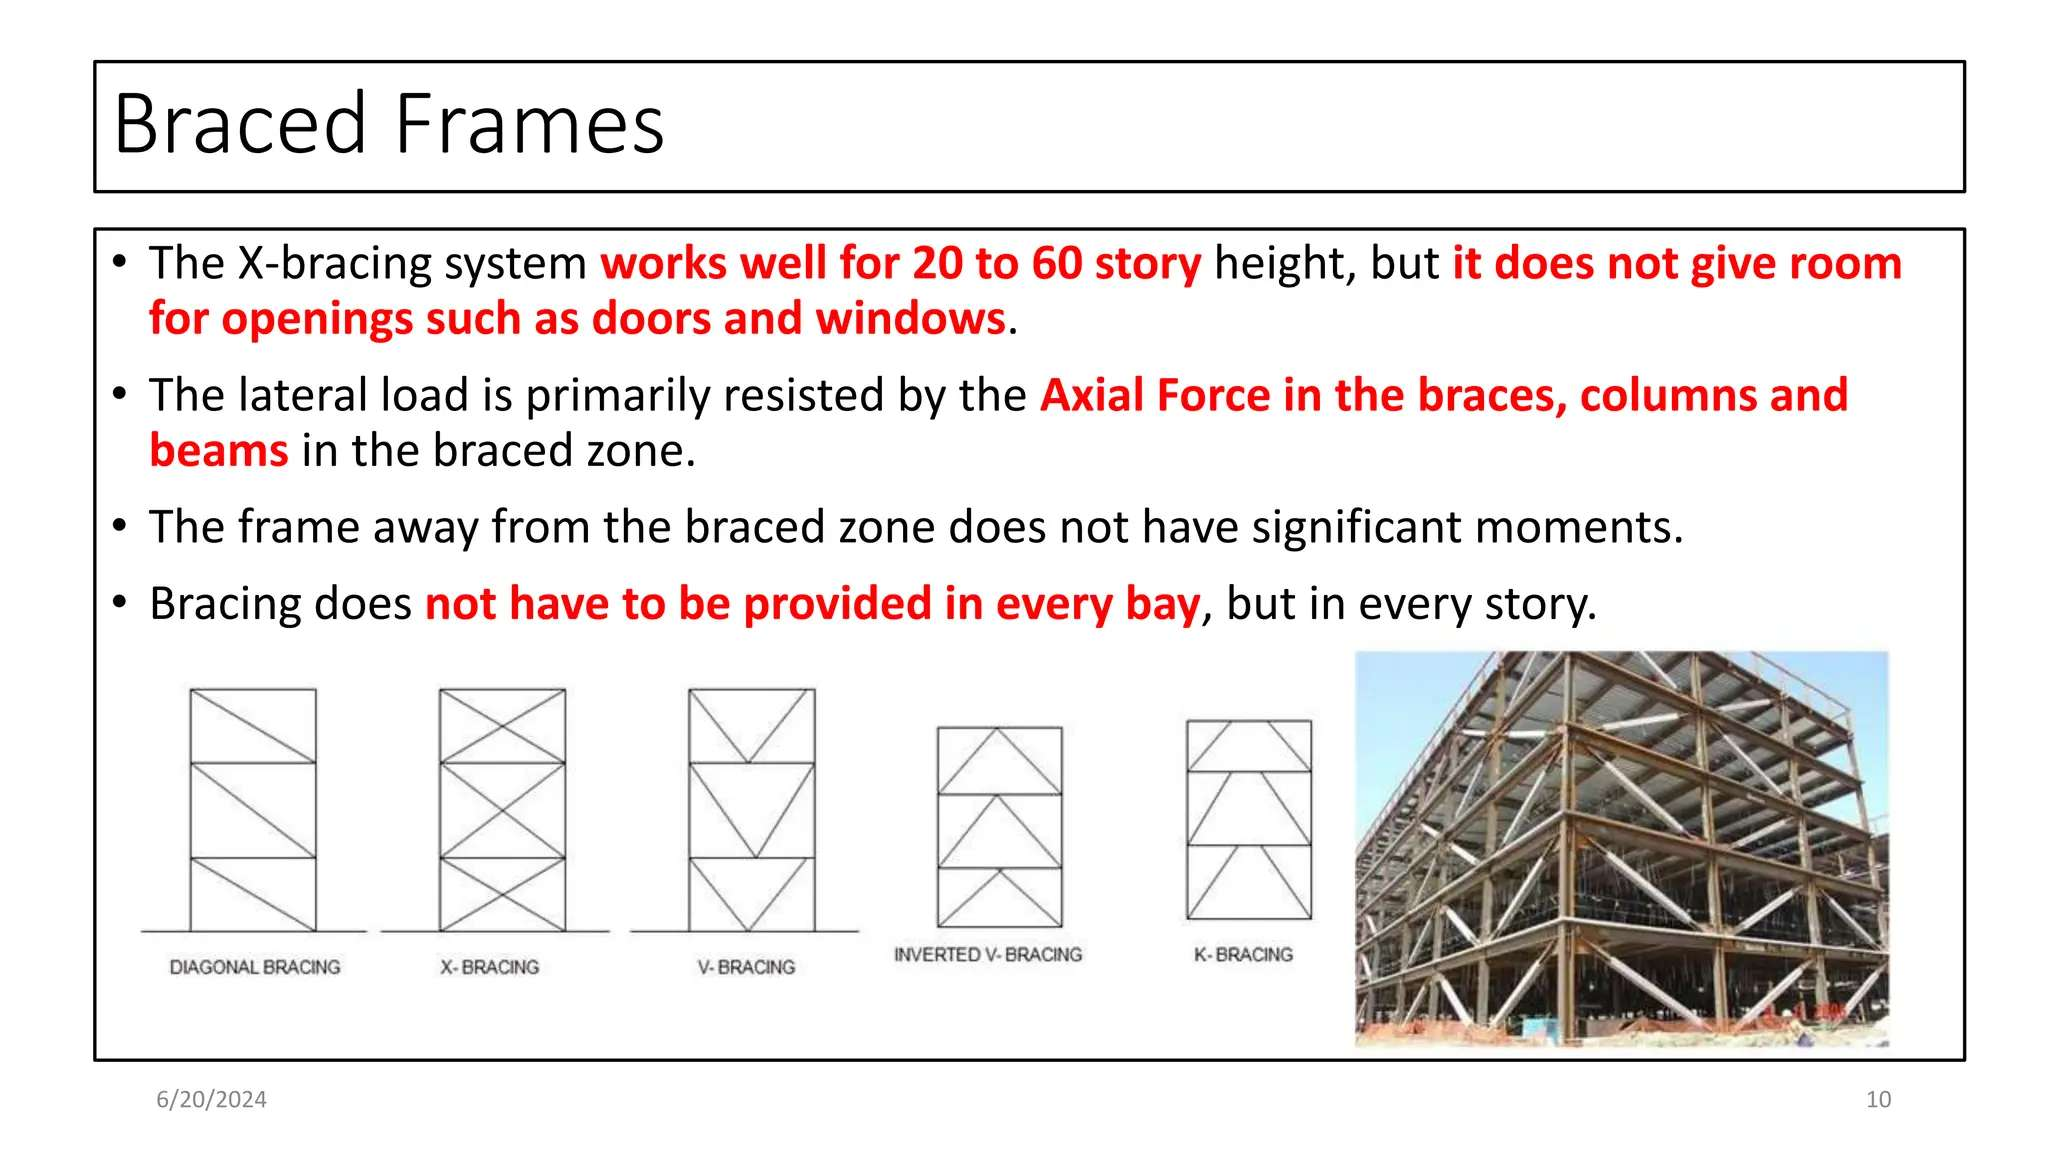 Braced Frames
• The X-bracing system works well for 20 to 60 story height, but it does not give room
for openings such as doors and windows.
• The lateral load is primarily resisted by the Axial Force in the braces, columns and
beams in the braced zone.
• The frame away from the braced zone does not have significant moments.
• Bracing does not have to be provided in every bay, but in every story.
DIAGONAL BRACING
X- BRACING
V- BRACING
INVERTED V- BRACING
K- BRACING
6/20/2024
10